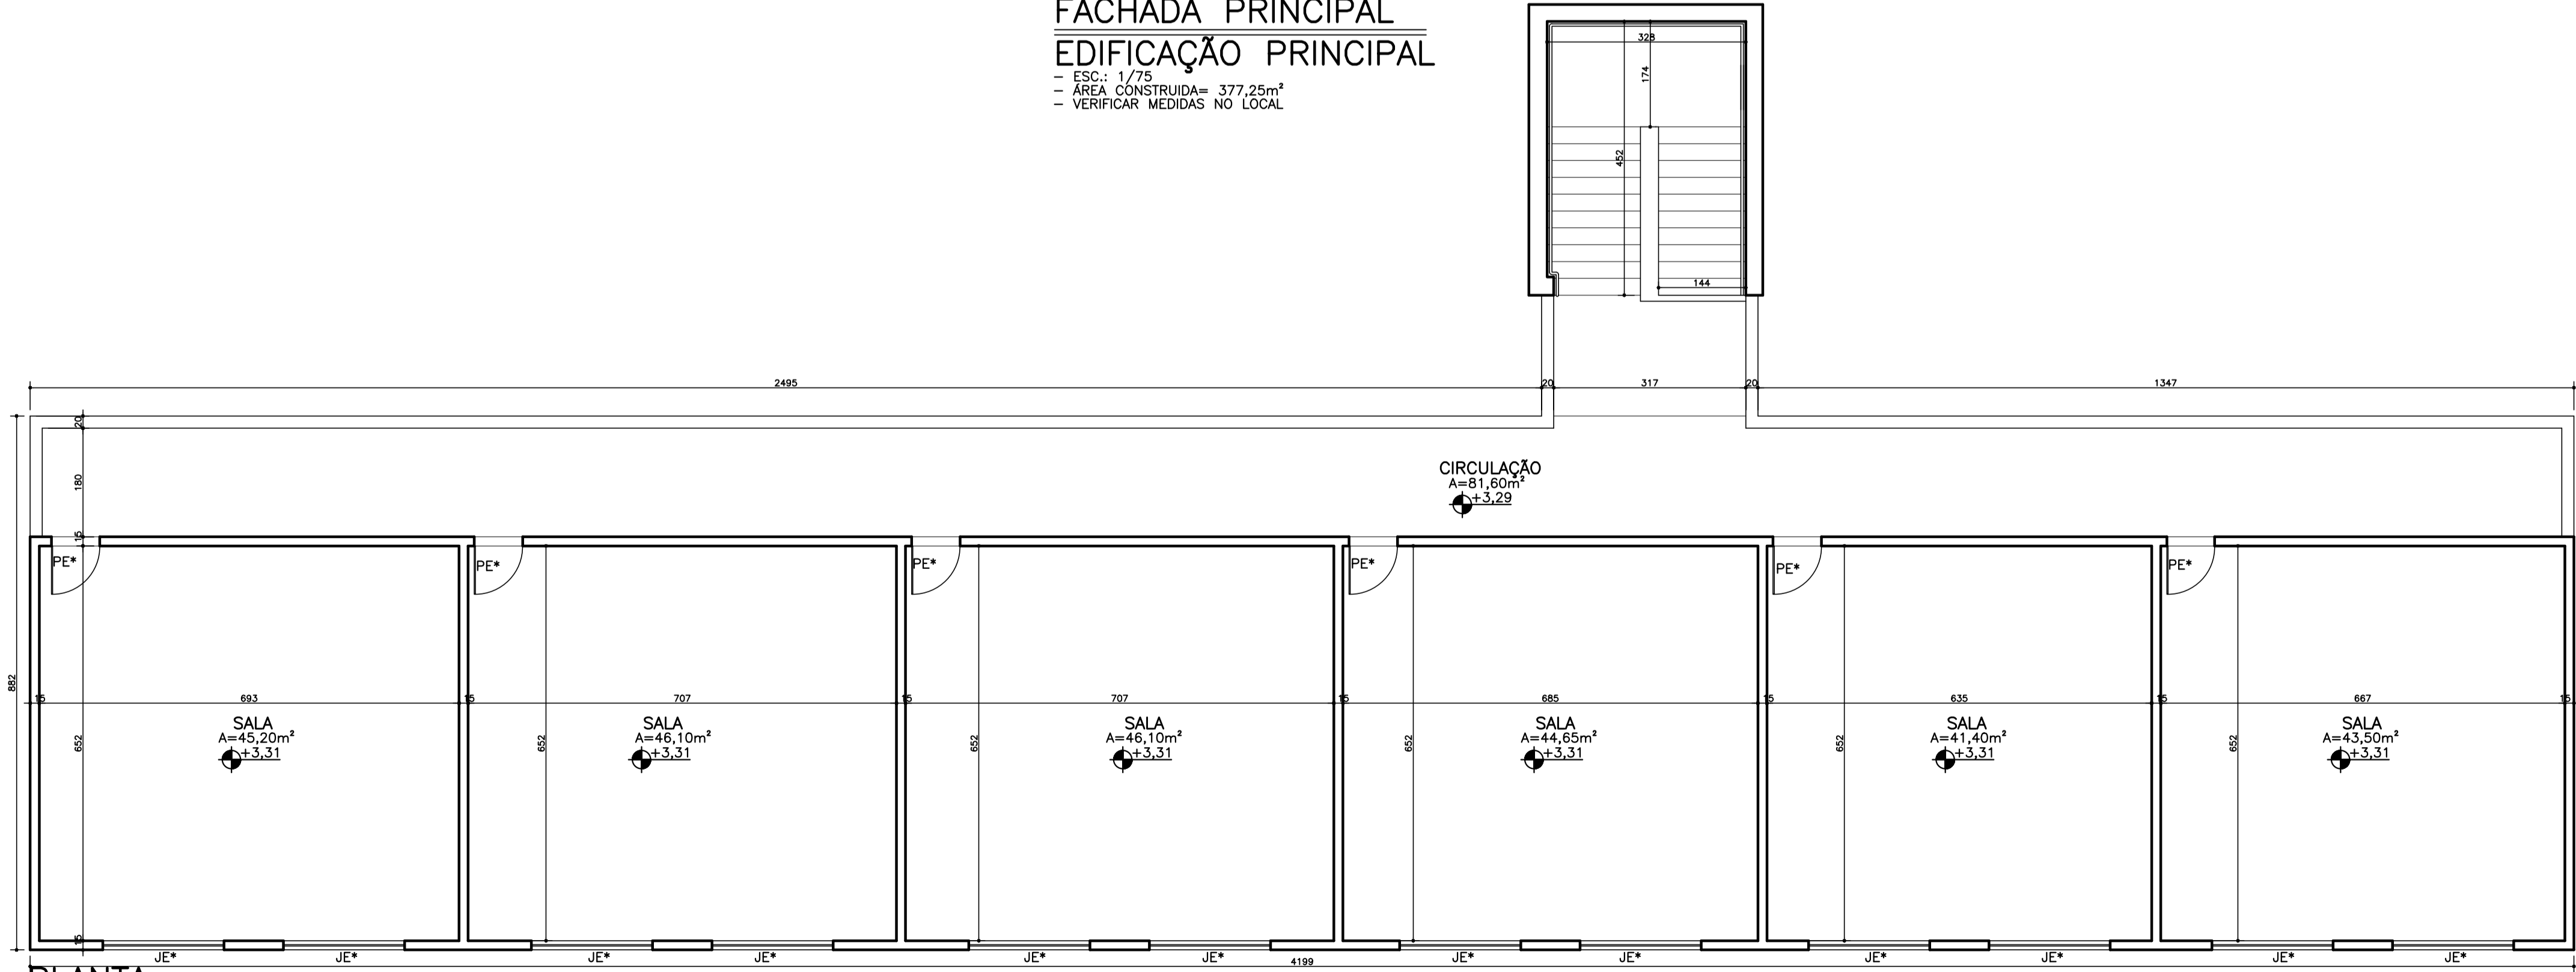 FACHADA PRINCIPAL
EDIFICAÇÃO PRINCIPAL
- ESC.: 1/75
- ÁREA CONSTRUIDA= 377,25m²
- VERIFICAR MEDIDAS NO LOCAL
328
174
452
144
2495
20
317
20
1347
20
180
15
CIRCULAÇÃO
A=81,60m²
+3,29
PE*
PE*
PE*
PE*
PE*
PE*
882
15
693
15
707
15
707
15
685
15
635
15
667
15
652
652
652
652
652
652
SALA
A=45,20m²
+3,31
SALA
A=46,10m²
+3,31
SALA
A=46,10m²
+3,31
SALA
A=44,65m²
+3,31
SALA
A=41,40m²
+3,31
SALA
A=43,50m²
+3,31
15
JE*
JE*
JE*
JE*
JE*
JE*
JE*
JE*
JE*
JE*
JE*
JE*
4199
PLANTA